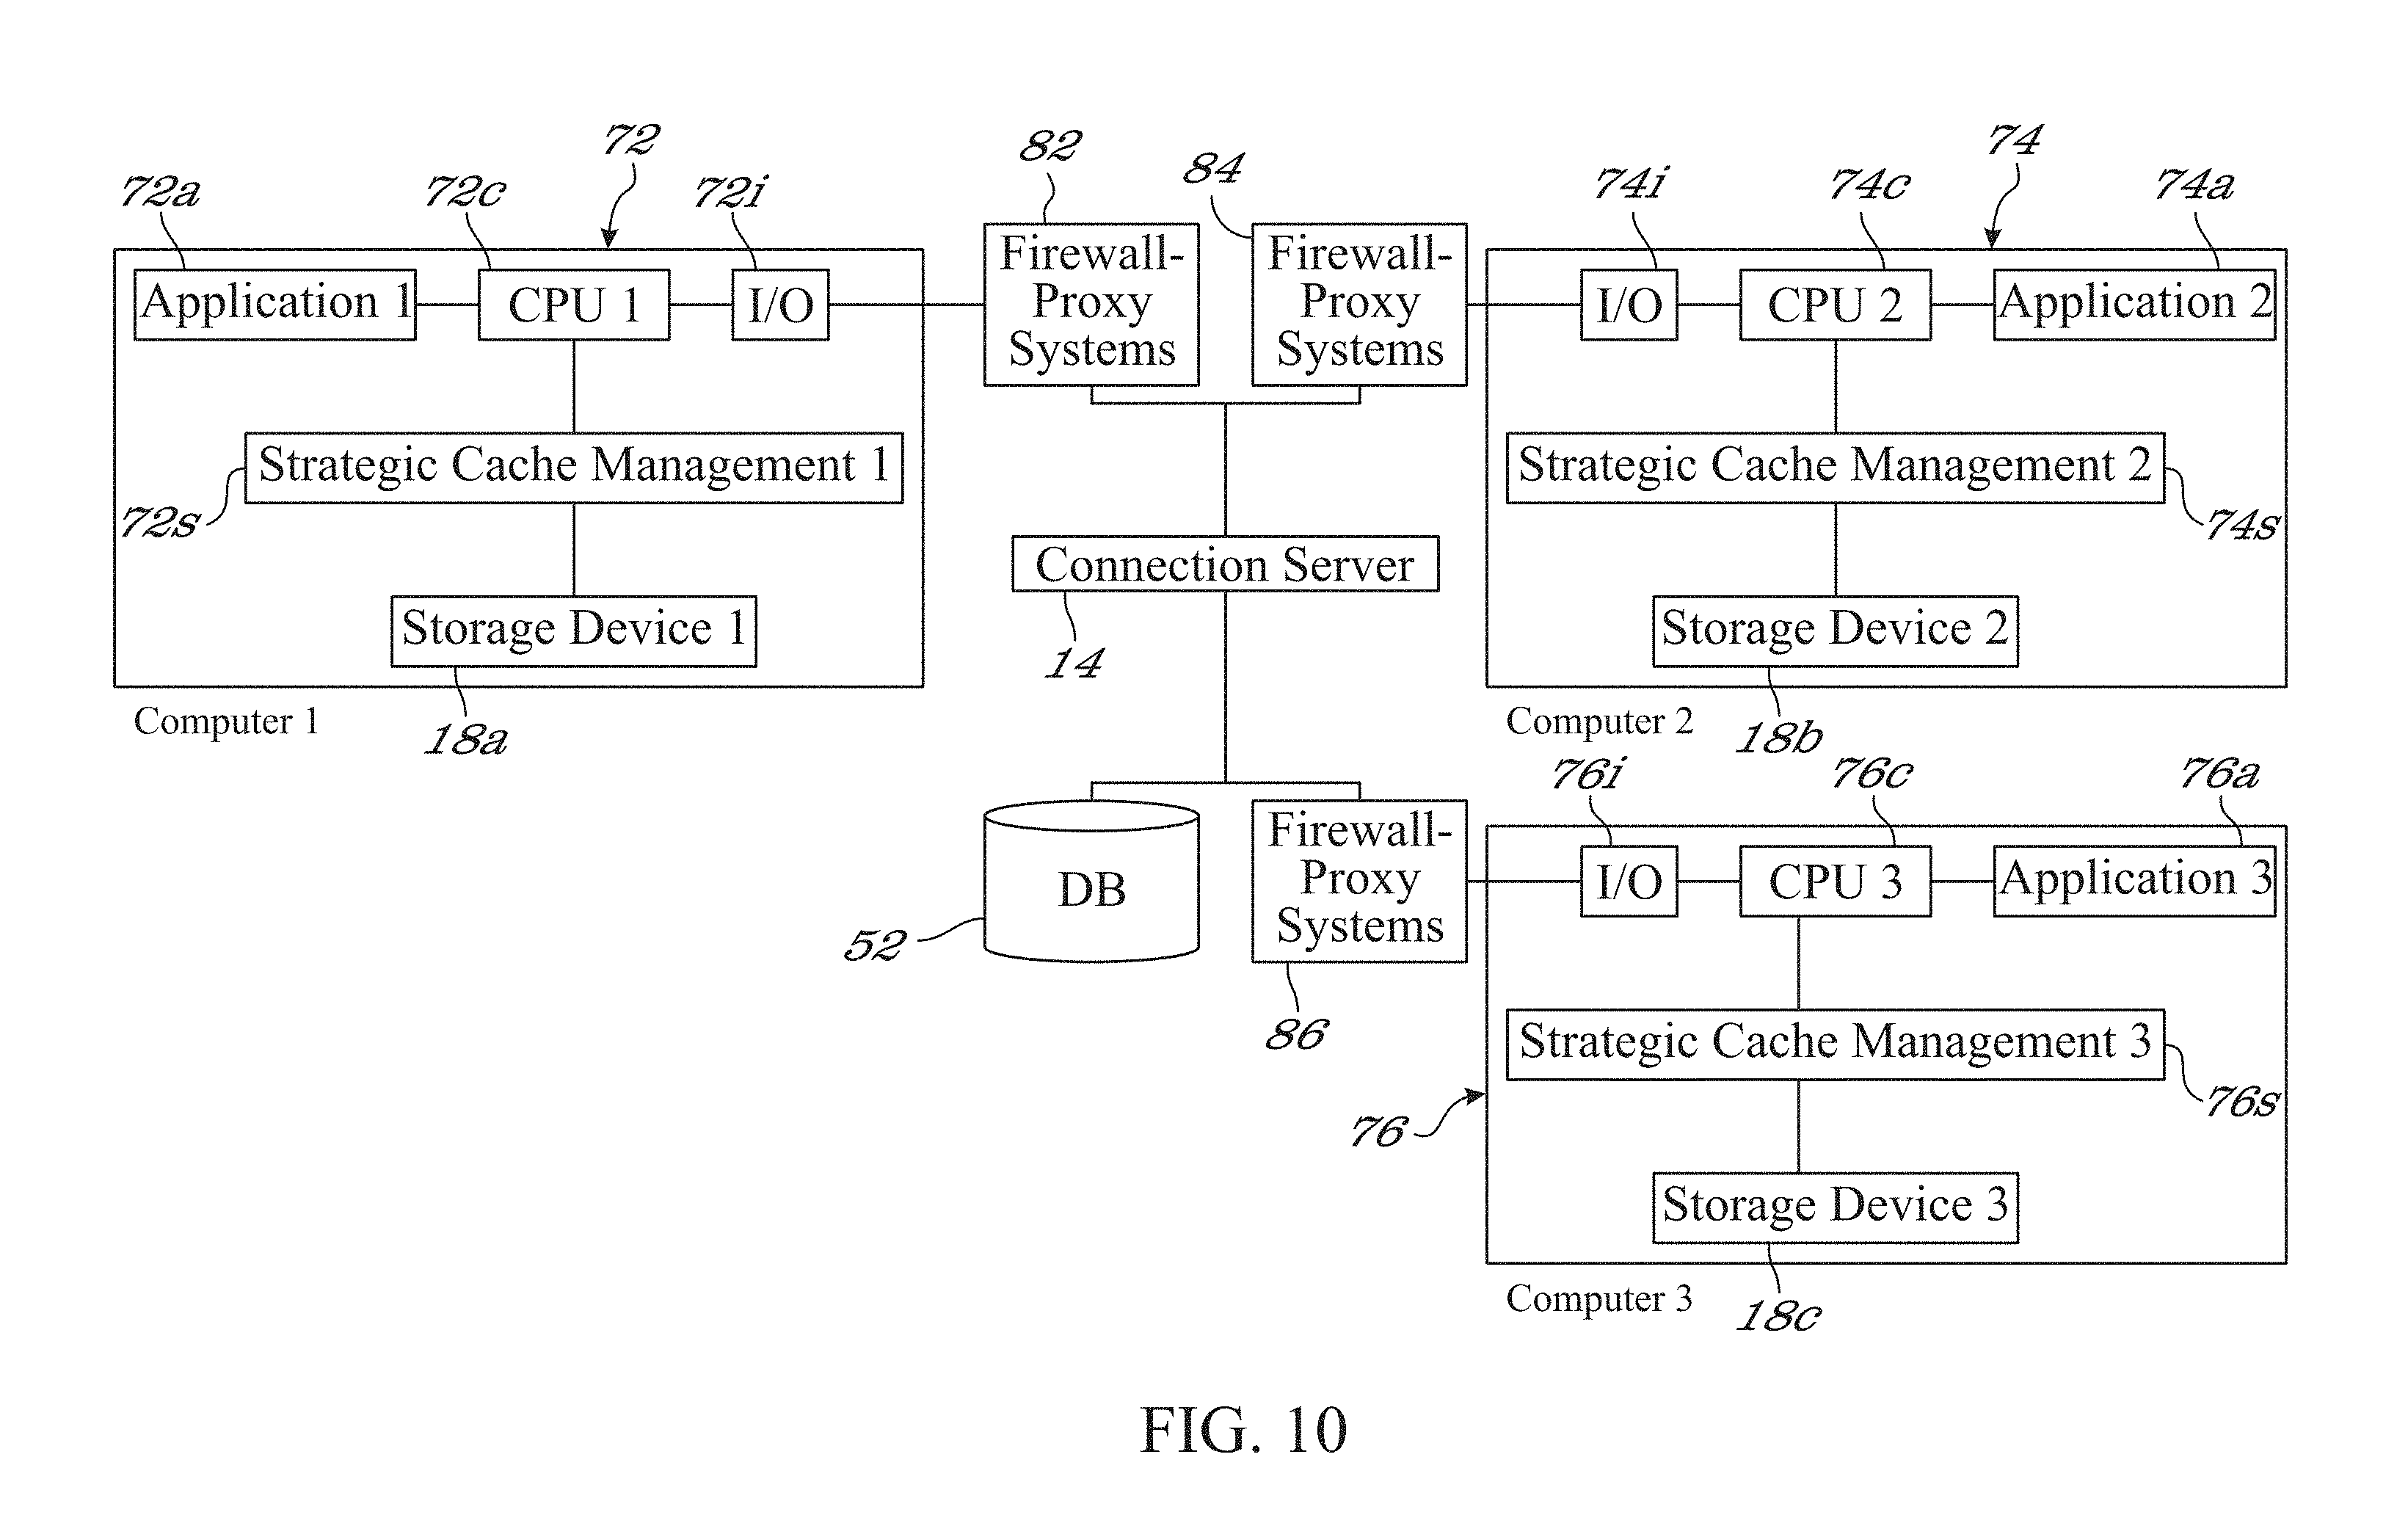 72
82
84
74
72a
72c
72i
74i
74c
74a
Application 1
CPU 1
I/O
Firewall-
Proxy
Systems
Firewall-
Proxy
Systems
I/O
CPU 2
Application 2
Strategic Cache Management 1
Strategic Cache Management 2
72s
74s
Connection Server
Storage Device 1
Storage Device 2
14
Computer 1
18a
Computer 2
18b
76i
76c
76a
DB
52
Firewall-
Proxy
Systems
I/O
CPU 3
Application 3
86
Strategic Cache Management 3
76s
76
Storage Device 3
Computer 3
18c
FIG. 10